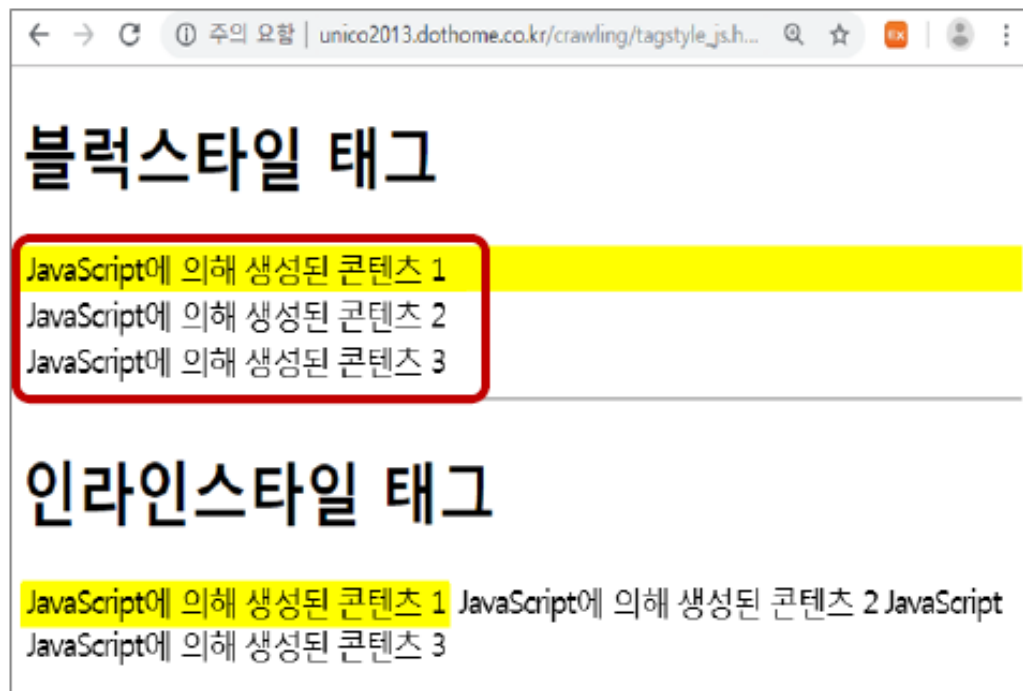 주의 요함 | unico2013.dothome.co.kr/crawling/tagstyle_js.h...
블럭스타일 태그
JavaScript에 의해 생성된 콘텐츠 1
JavaScript에 의해 생성된 콘텐츠 2
JavaScript에 의해 생성된 콘텐츠 3
인라인스타일 태그
JavaScript에 의해 생성된 콘텐츠 1 JavaScript에 의해 생성된 콘텐츠 2 JavaScript
JavaScript에 의해 생성된 콘텐츠 3